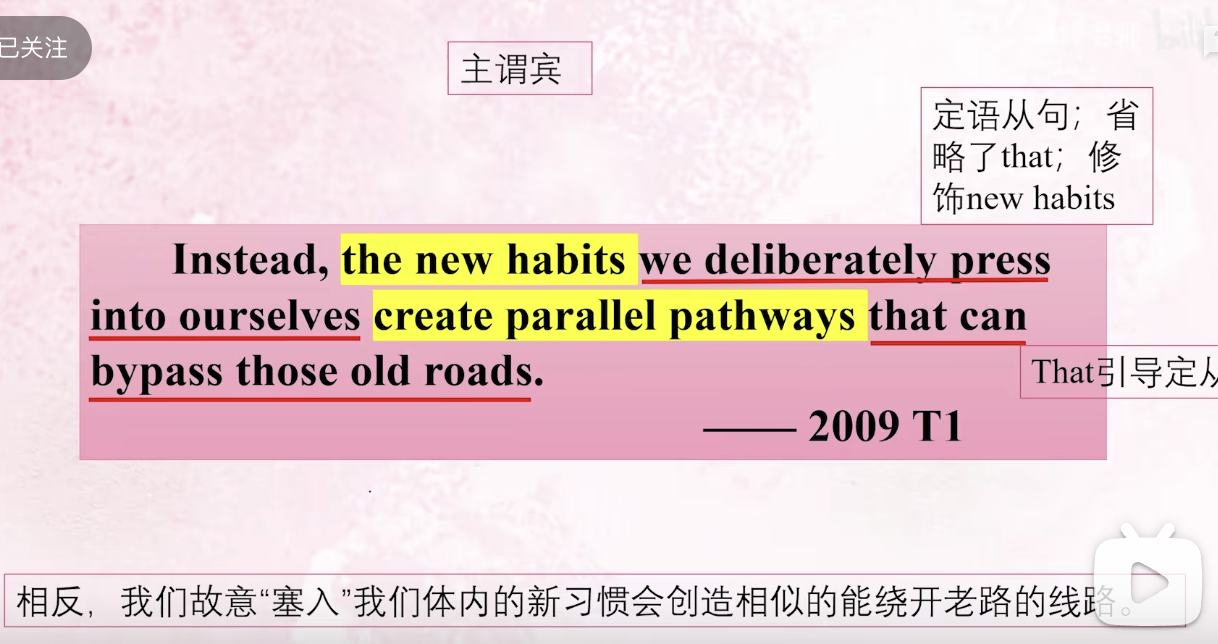 已关注
主谓宾
定语从句；省
略了that；修
饰new habits
Instead, the new habits we deliberately press
into ourselves create parallel pathways that can
bypass those old roads.
That引导定从
—— 2009 T1
相反，我们故意“塞入”我们体内的新习惯会创造相似的能绕开老路的线路。